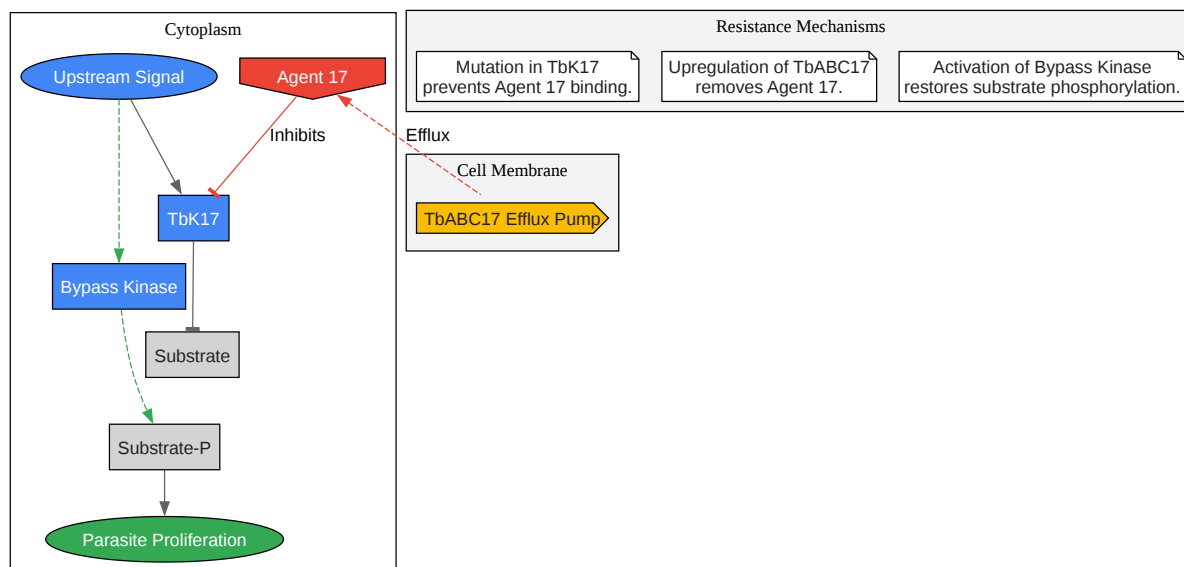 Cytoplasm
Upstream Signal
Agent 17
Inhibits
TbK17
Bypass Kinase
Substrate
Substrate-P
Parasite Proliferation
Resistance Mechanisms
Mutation in TbK17
prevents Agent 17 binding.
Upregulation of TbABC17
removes Agent 17.
Activation of Bypass Kinase
restores substrate phosphorylation.
Efflux
Cell Membrane
TbABC17 Efflux Pump